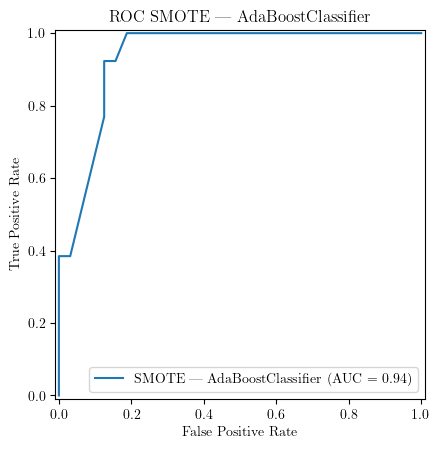 ROC SMOTE — AdaBoostClassifier
True Positive Rate
1.0
0.8
0.6
0.4
0.2
0.0
SMOTE — AdaBoostClassifier (AUC = 0.94)
0.0 0.2 0.4 0.6 0.8 1.0
False Positive Rate